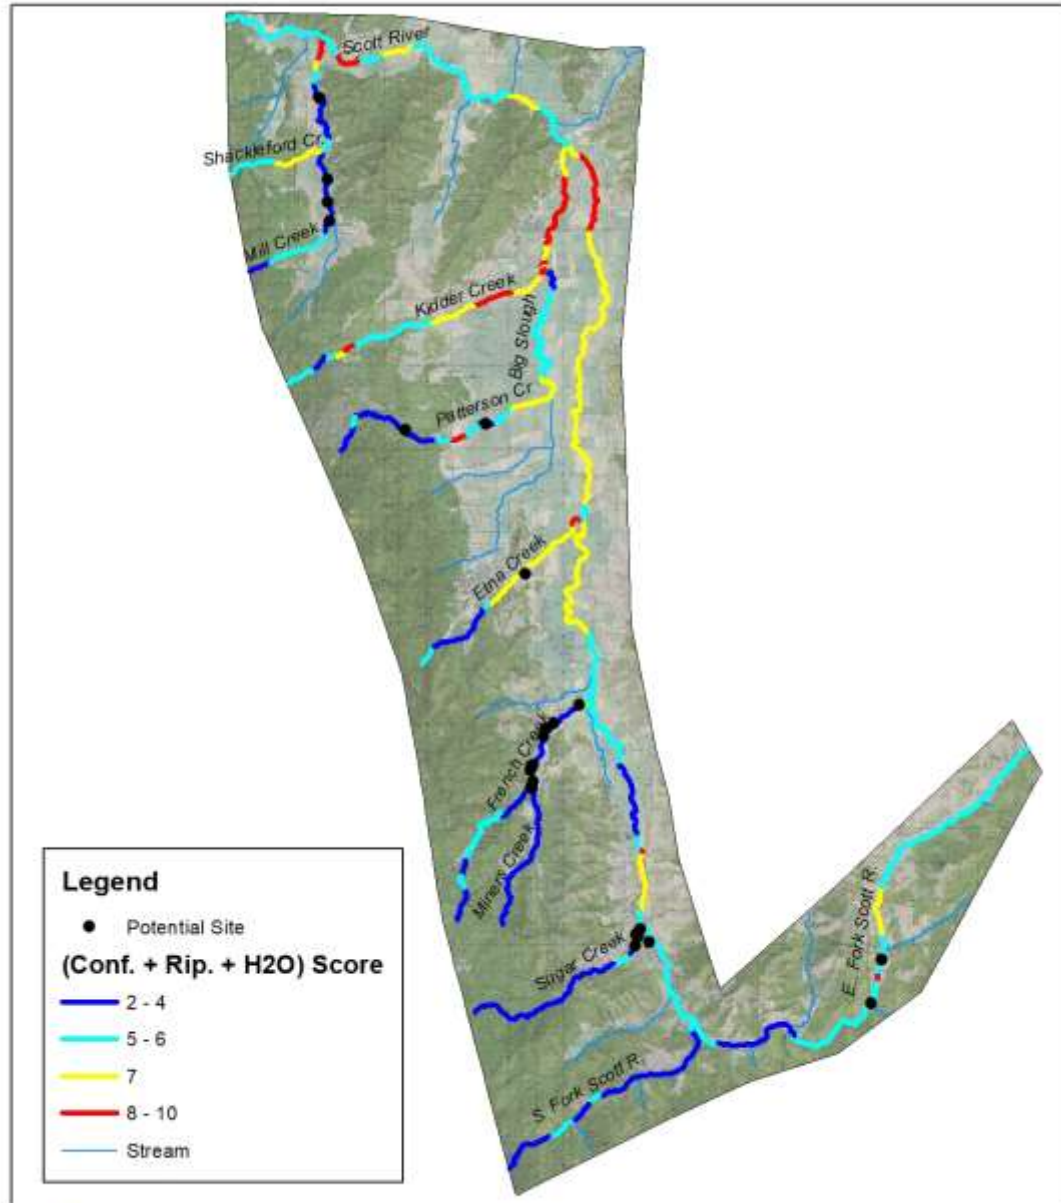 Scott River
Shackleford Cr
Mill Creek
Kidder Creek
Big Slough
Patterson Cr
Etna Creek
French Creek
Miners Creek
Sugar Creek
E. Fork Scott R.
S. Fork Scott R.
Legend
Potential Site
(Conf. + Rip. + H2O) Score
2 - 4
5 - 6
7
8 - 10
Stream